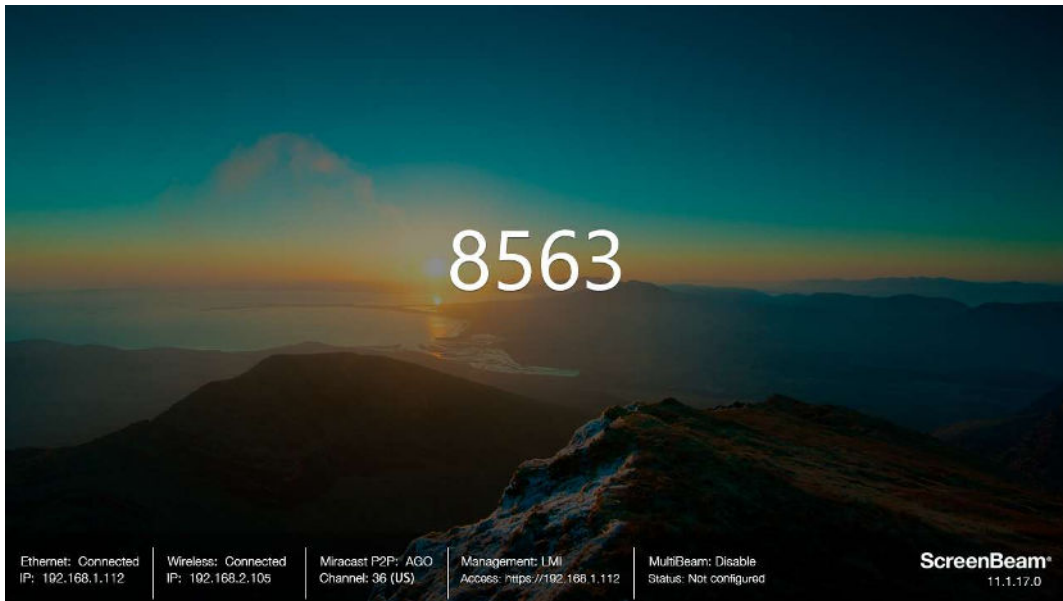 8563
Ethernet: Connected
IP: 192.168.1.112
Wireless: Connected
IP: 192.168.2.105
Miracast P2P: AGO
Channel: 36 (US)
Management: LMI
Access: https://192.168.1.112
MultiBeam: Disable
Status: Not configured
ScreenBeam®
11.1.17.0